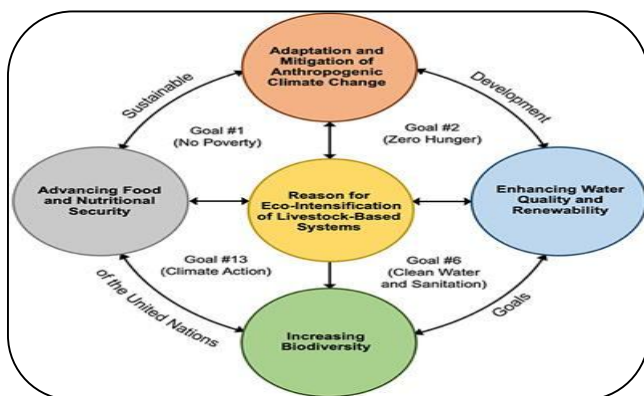 Adaptation and
Mitigation of
Anthropogenic
Climate Change
Sustainable
Development
Goal #1
(No Poverty)
Goal #2
(Zero Hunger)
Advancing Food
and Nutritional
Security
Reason for
Eco-Intensification
of Livestock-Based
Systems
Enhancing Water
Quality and
Renewability
Goal #13
(Climate Action)
Goal #6
(Clean Water
and Sanitation)
of the United Nations
Goals
Increasing
Biodiversity